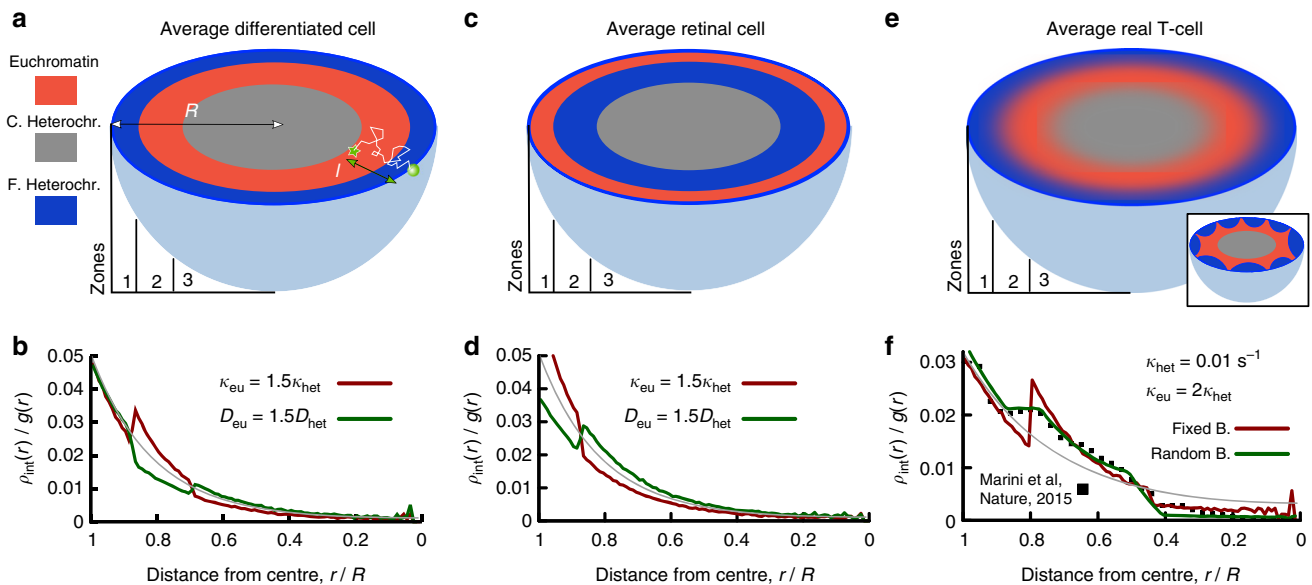 a
Average differentiated cell
Euchromatin
C. Heterochr.
F. Heterochr.
R
l
Zones
1 2 3
c
Average retinal cell
Zones
1 2 3
e
Average real T-cell
Zones
1 2 3
b
ρint(r) / g(r)
0.05
0.04
0.03
0.02
0.01
0
κeu = 1.5κhet
Deu = 1.5Dhet
1 0.8 0.6 0.4 0.2 0
Distance from centre, r / R
d
0.05
0.04
0.03
0.02
0.01
0
κeu = 1.5κhet
Deu = 1.5Dhet
1 0.8 0.6 0.4 0.2 0
Distance from centre, r / R
f
ρint(r) / g(r)
0.03
0.02
0.01
0
κhet = 0.01 s⁻¹
κeu = 2κhet
Fixed B.
Random B.
Marini et al,
Nature, 2015
1 0.8 0.6 0.4 0.2 0
Distance from centre, r / R